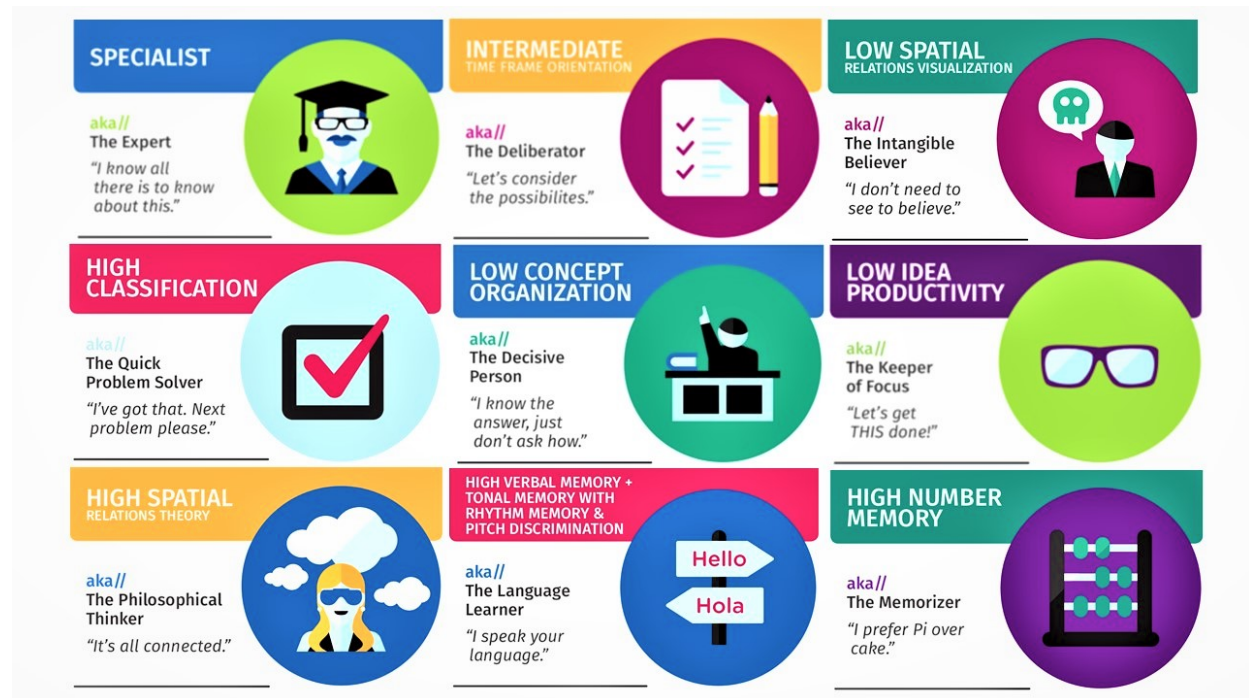 SPECIALIST
aka//
The Expert
“I know all
there is to know
about this.”
INTERMEDIATE
TIME FRAME ORIENTATION
aka//
The Deliberator
“Let’s consider
the possibilites.”
LOW SPATIAL
RELATIONS VISUALIZATION
aka//
The Intangible
Believer
“I don’t need to
see to believe.”
HIGH
CLASSIFICATION
aka//
The Quick
Problem Solver
“I’ve got that. Next
problem please.”
LOW CONCEPT
ORGANIZATION
aka//
The Decisive
Person
“I know the
answer, just
don’t ask how.”
LOW IDEA
PRODUCTIVITY
aka//
The Keeper
of Focus
“Let’s get
THIS done!”
HIGH SPATIAL
RELATIONS THEORY
aka//
The Philosophical
Thinker
“It’s all connected.”
HIGH VERBAL MEMORY +
TONAL MEMORY WITH
RHYTHM MEMORY &
PITCH DISCRIMINATION
aka//
The Language
Learner
“I speak your
language.”
Hello
Hola
HIGH NUMBER
MEMORY
aka//
The Memorizer
“I prefer Pi over
cake.”